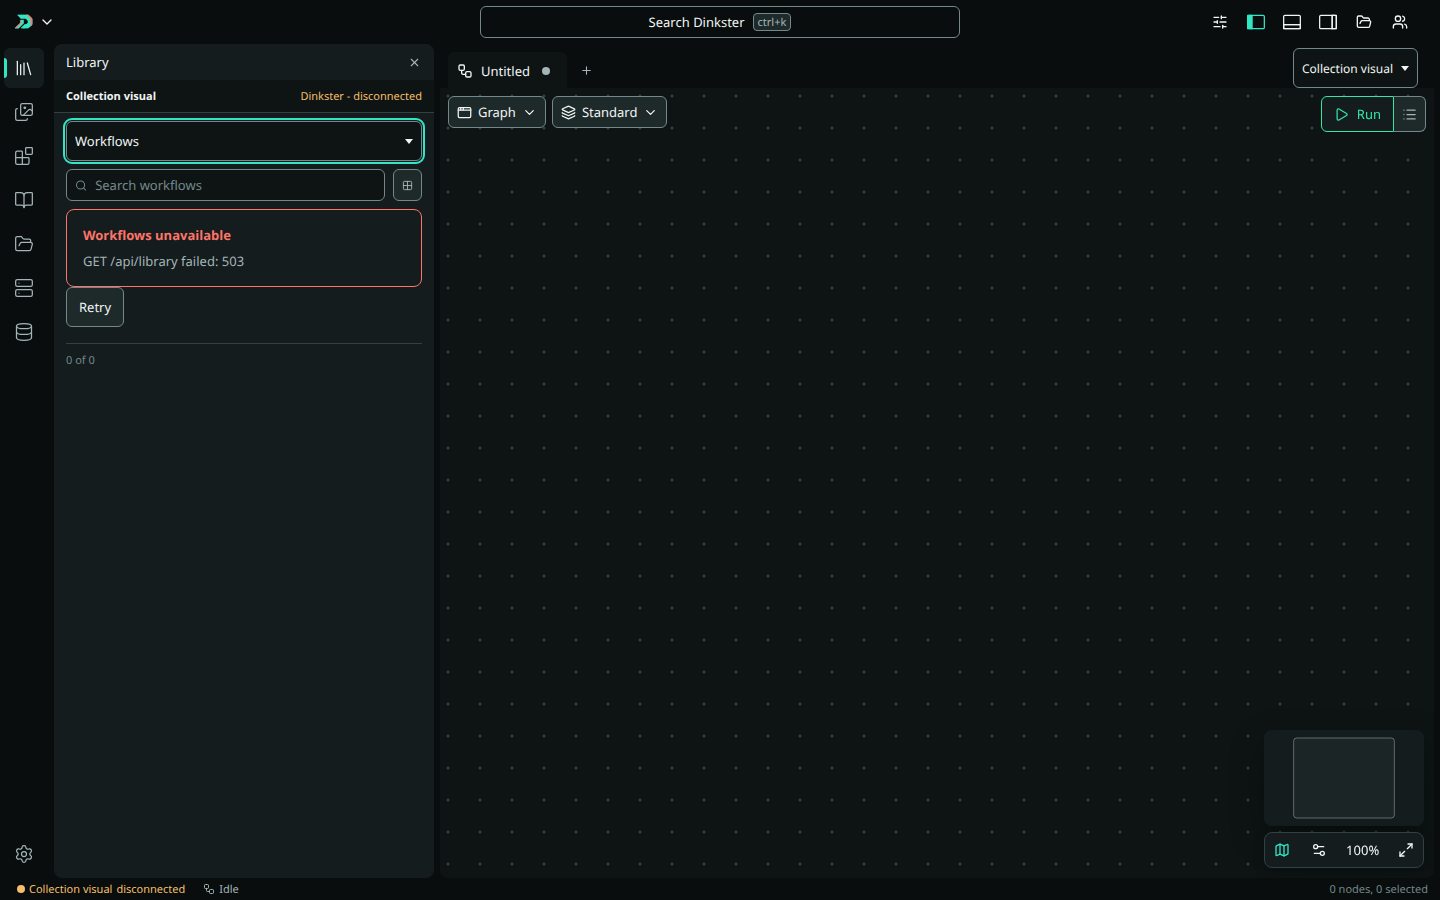 Search Dinkster ctrl+k
Library
Collection visual Dinkster - disconnected
Workflows
Search workflows
Workflows unavailable
GET /api/library failed: 503
Retry
0 of 0
Untitled
Collection visual
Graph
Standard
Run
100%
Collection visual disconnected
Idle
0 nodes, 0 selected